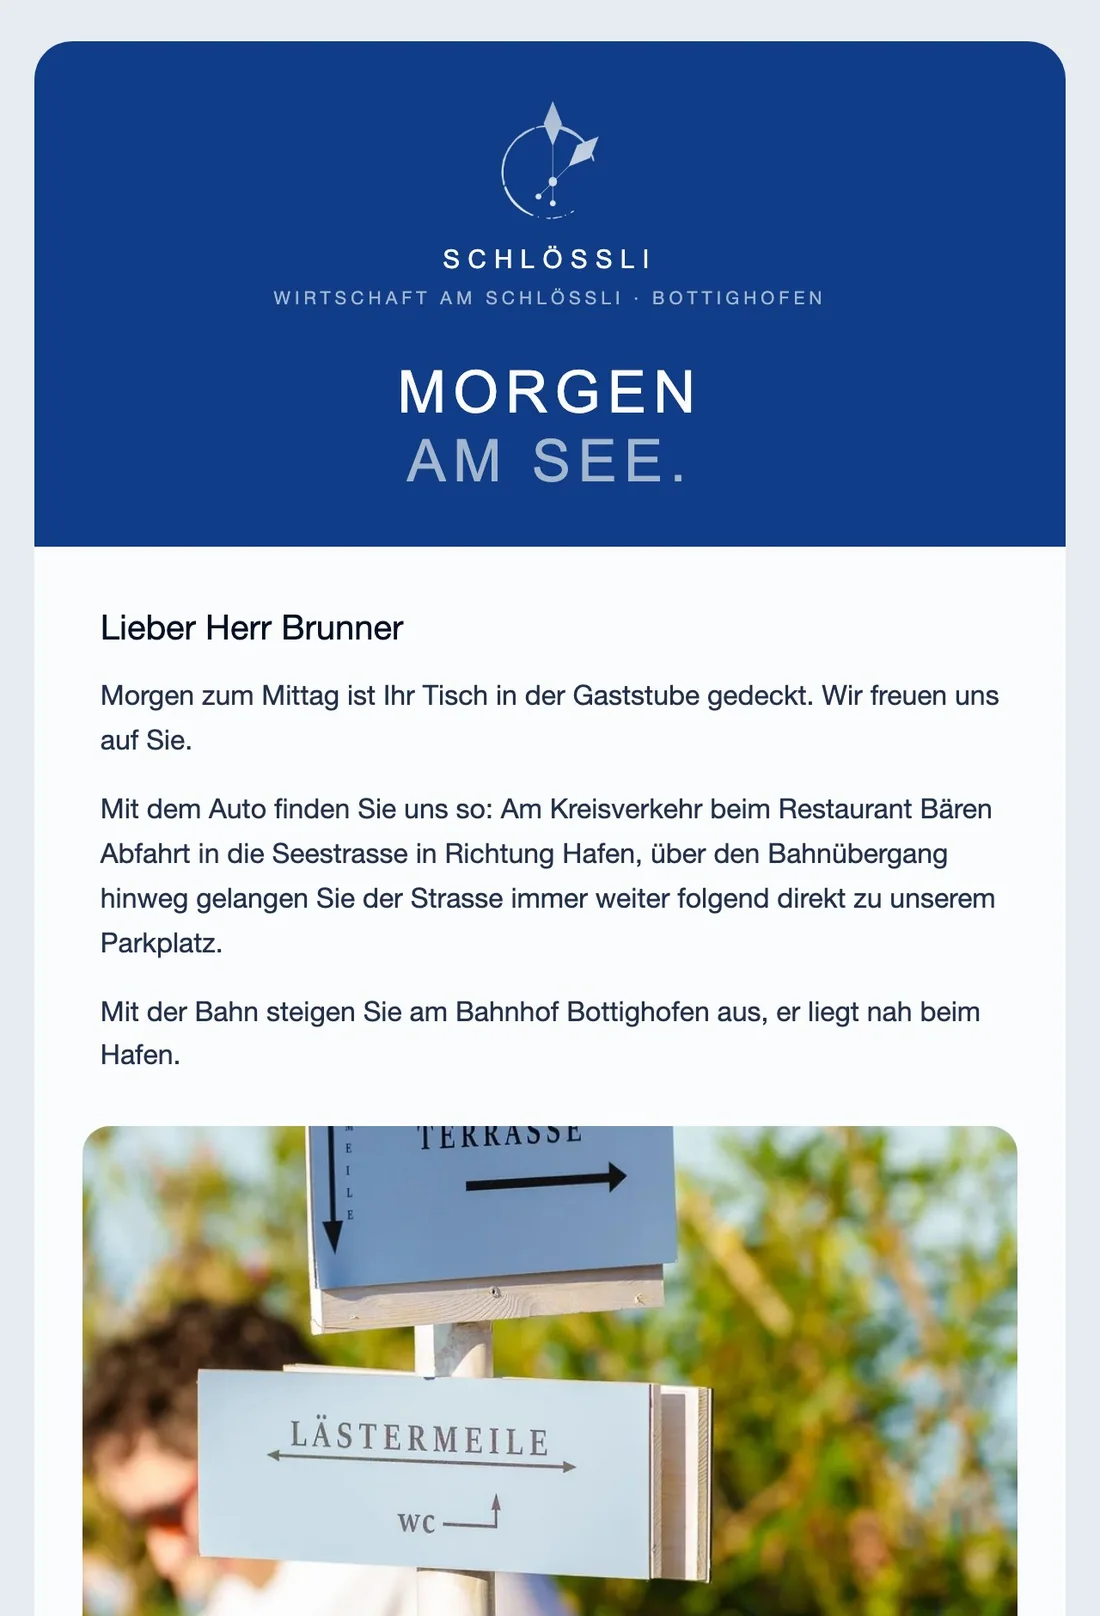 SCHLÖSSLI
WIRTSCHAFT AM SCHLÖSSLI · BOTTIGHOFEN
MORGEN
AM SEE.
Lieber Herr Brunner
Morgen zum Mittag ist Ihr Tisch in der Gaststube gedeckt. Wir freuen uns
auf Sie.
Mit dem Auto finden Sie uns so: Am Kreisverkehr beim Restaurant Bären
Abfahrt in die Seestrasse in Richtung Hafen, über den Bahnübergang
hinweg gelangen Sie der Strasse immer weiter folgend direkt zu unserem
Parkplatz.
Mit der Bahn steigen Sie am Bahnhof Bottighofen aus, er liegt nah beim
Hafen.
MEILE
TERRASSE
LÄSTERMEILE
WC